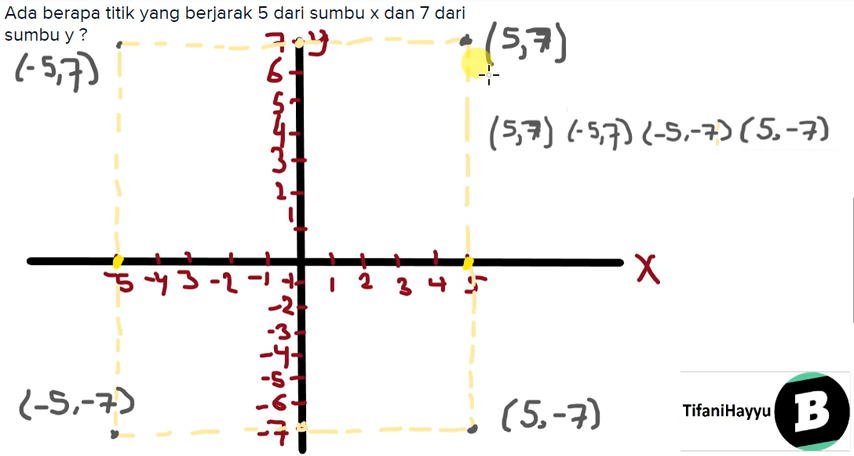 Ada berapa titik yang berjarak 5 dari sumbu x dan 7 dari
sumbu y ?
(-5,7)
7 y
(5,7)
6
5
(5,7) (-5,7) (-5,-7) (5,-7)
4
3
2
1
-5 -4 -3 -2 -1 -1 1 2 3 4 5
X
-2
-3
-4
-5
(-5,-7)
-6
(5,-7)
TifaniHayyu B
-7